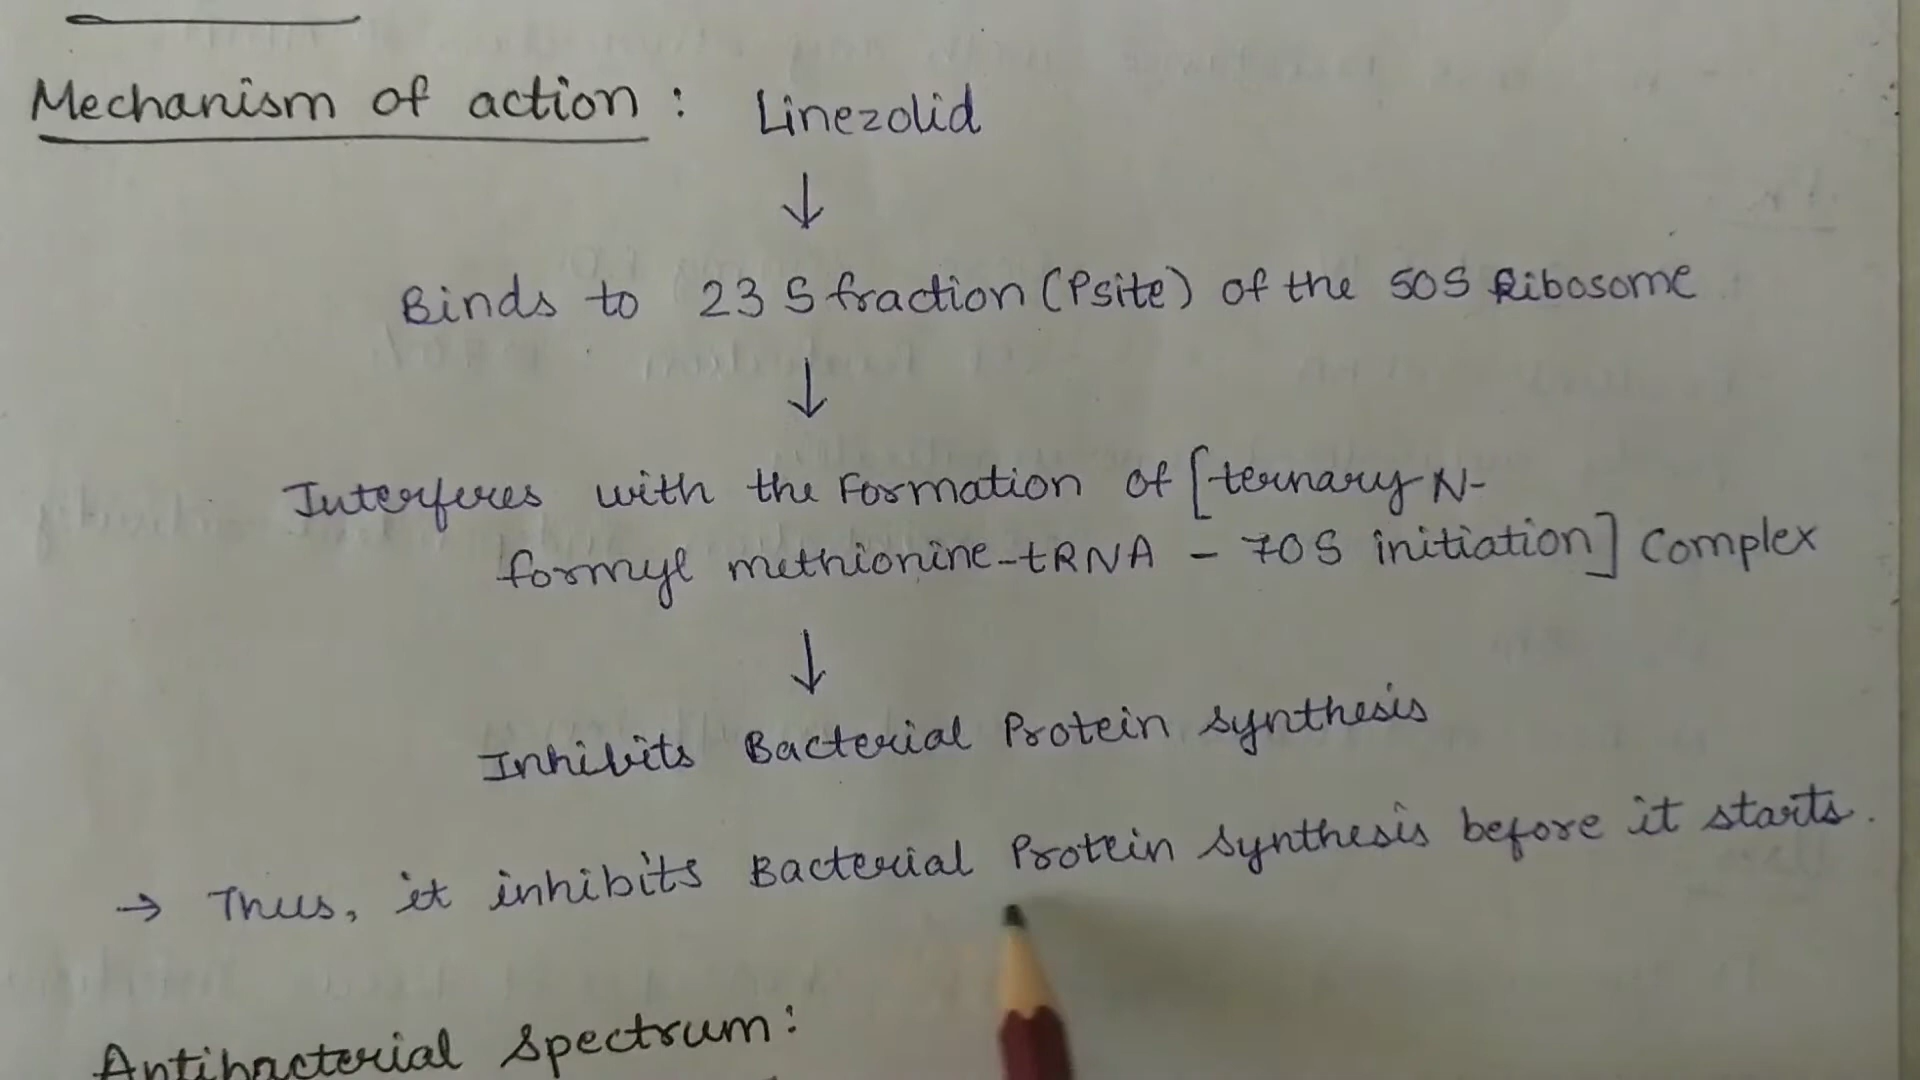 Mechanism of action : Linezolid
↓
Binds to 23 S fraction (Psite) of the 50S Ribosome
↓
Interferes with the Formation of [ternary N-
formyl methionine-tRNA - 70S initiation] Complex
↓
Inhibits Bacterial Protein synthesis
→ Thus, it inhibits Bacterial Protein synthesis before it starts.
Antibacterial spectrum: